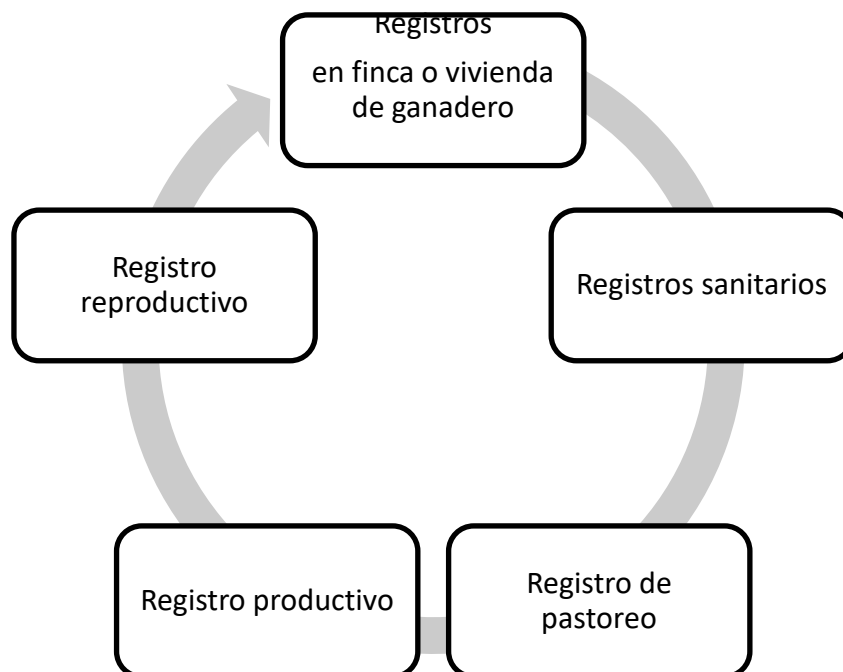 Registros
en finca o vivienda
de ganadero
Registros sanitarios
Registro de
pastoreo
Registro productivo
Registro
reproductivo